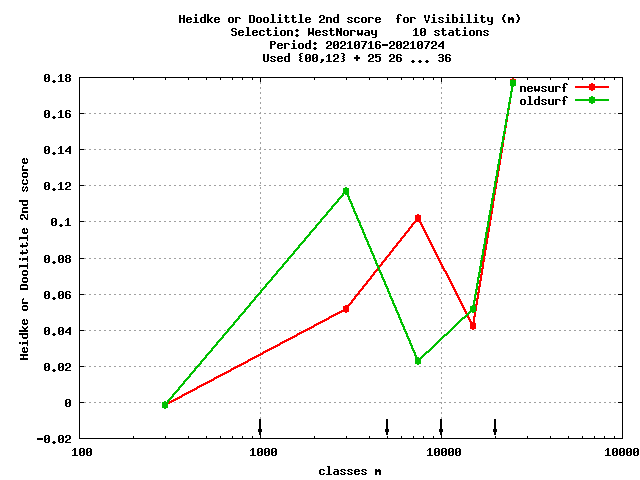 Heidke or Doolittle 2nd score  for Visibility (m)
Selection: WestNorway     10 stations
Period: 20210716-20210724
Used {00,12} + 25 26 ... 36
newsurf
oldsurf
Heidke or Doolittle 2nd score
0.18
0.16
0.14
0.12
0.1
0.08
0.06
0.04
0.02
0
-0.02
100
1000
10000
10000
classes m